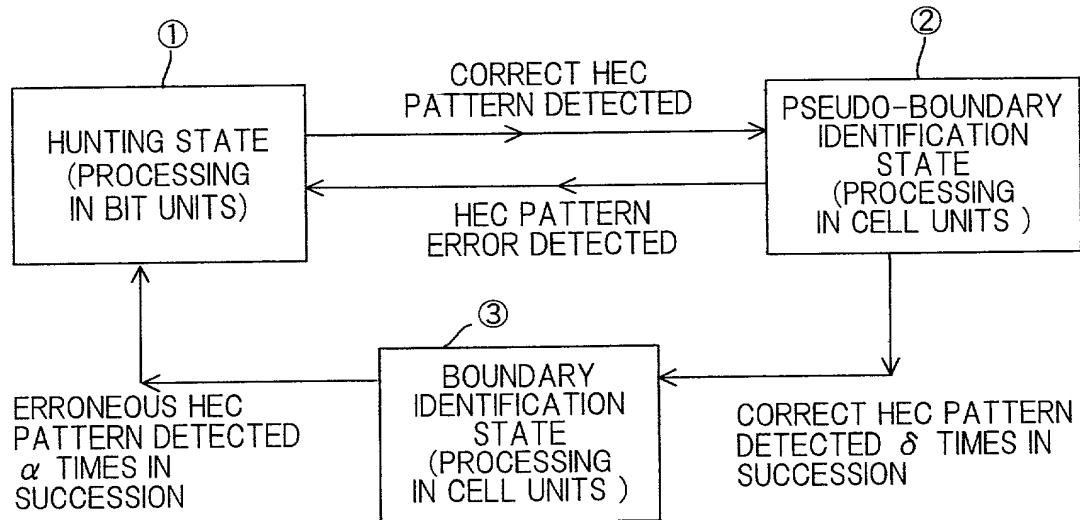 ①
②
HUNTING STATE
(PROCESSING
IN BIT UNITS)
CORRECT HEC
PATTERN DETECTED
HEC PATTERN
ERROR DETECTED
PSEUDO-BOUNDARY
IDENTIFICATION
STATE
(PROCESSING
IN CELL UNITS )
③
BOUNDARY
IDENTIFICATION
STATE
(PROCESSING
IN CELL UNITS )
ERRONEOUS HEC
PATTERN DETECTED
α TIMES IN
SUCCESSION
CORRECT HEC PATTERN
DETECTED δ TIMES IN
SUCCESSION